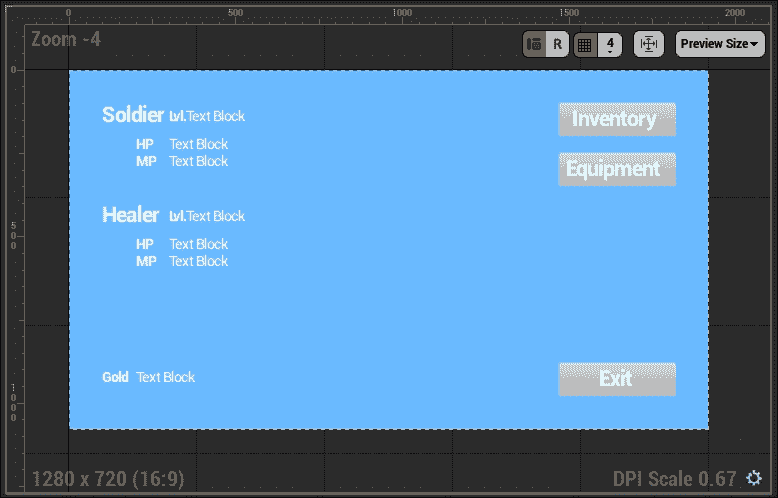 0 500 1000 1500 2000
Zoom -4
R 4 Preview Size
0
Soldier Lvl.Text Block
Inventory
HP Text Block
MP Text Block
Equipment
Healer Lvl.Text Block
500
HP Text Block
MP Text Block
Gold Text Block
Exit
1000
1280 x 720 (16:9)
DPI Scale 0.67